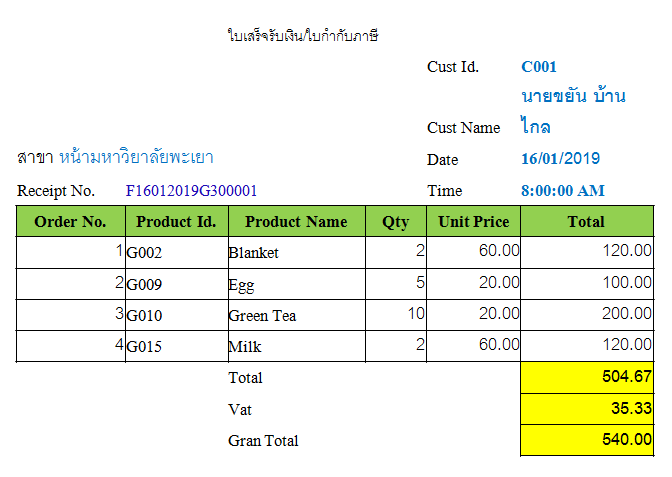 ใบเสร็จรับเงิน/ใบกำกับภาษี
Cust Id. C001
นายขยัน บ้าน
Cust Name ไกล
สาขา หน้ามหาวิยาลัยพะเยา Date 16/01/2019
Receipt No. F16012019G300001 Time 8:00:00 AM
Order No. Product Id. Product Name Qty Unit Price Total
1 G002 Blanket 2 60.00 120.00
2 G009 Egg 5 20.00 100.00
3 G010 Green Tea 10 20.00 200.00
4 G015 Milk 2 60.00 120.00
Total 504.67
Vat 35.33
Gran Total 540.00